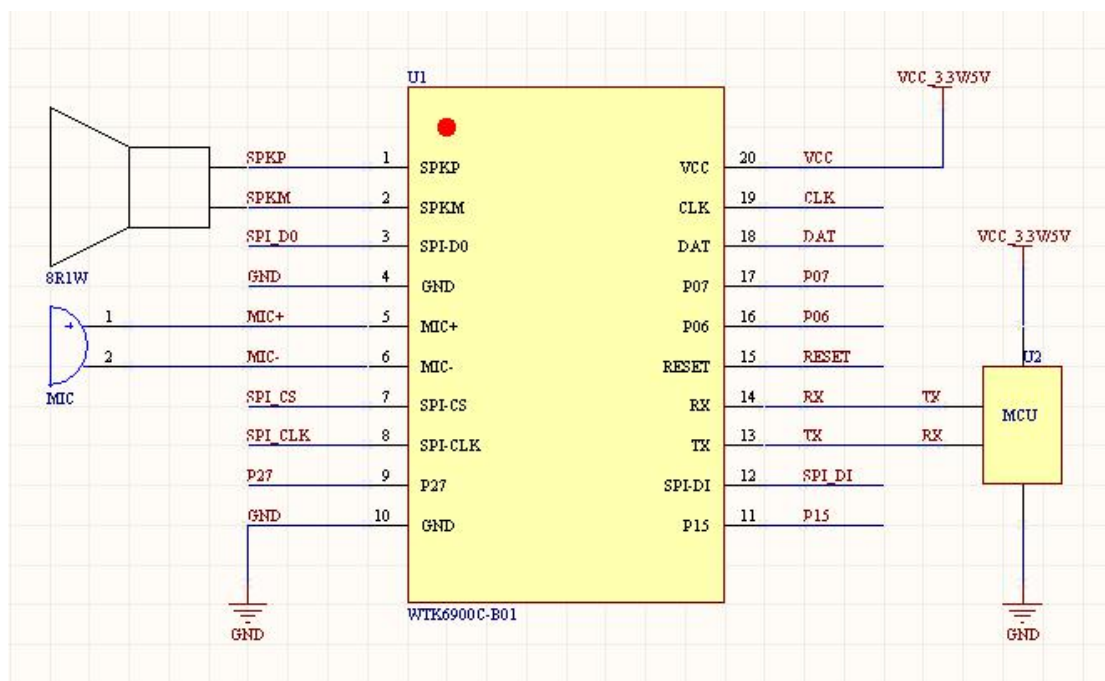 U1
VCC_3.3V/5V
SPKP 1 SPKP VCC 20 VCC
SPKM 2 SPKM CLK 19 CLK
SPI_D0 3 SPI-D0 DAT 18 DAT
VCC_3.3V/5V
8R1W
GND 4 GND P07 17 P07
1 MIC+ 5 MIC+ P06 16 P06
+
2 MIC- 6 MIC- RESET 15 RESET
U2
MIC
SPI_CS 7 SPI-CS RX 14 RX TX
MCU
SPI_CLK 8 SPI-CLK TX 13 TX RX
P27 9 P27 SPI-DI 12 SPI_DI
GND 10 GND P15 11 P15
WTK6900C-B01
GND
GND